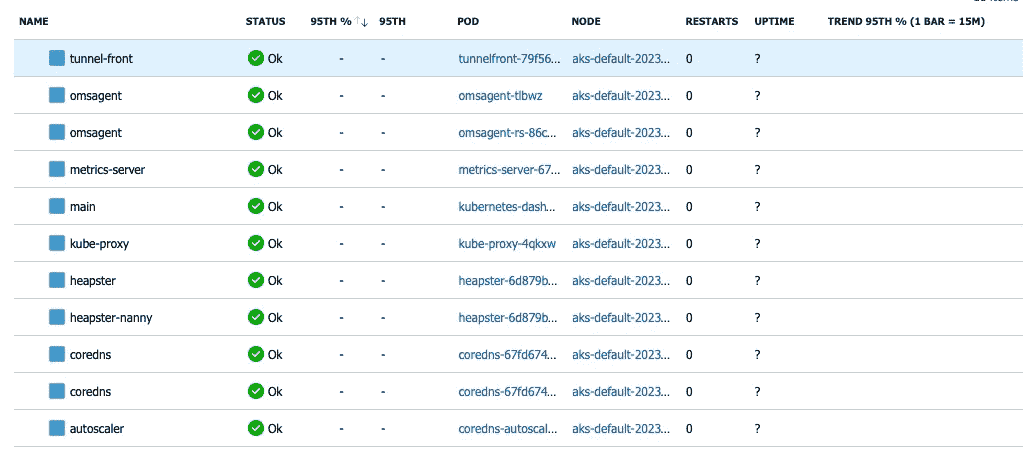 NAME STATUS 95TH % ↑↓ 95TH POD NODE RESTARTS UPTIME TREND 95TH % (1 BAR = 15M)
tunnel-front Ok - - tunnelfront-79f56... aks-default-2023... 0 ?
omsagent Ok - - omsagent-tlbwz aks-default-2023... 0 ?
omsagent Ok - - omsagent-rs-86c... aks-default-2023... 0 ?
metrics-server Ok - - metrics-server-67... aks-default-2023... 0 ?
main Ok - - kubernetes-dash... aks-default-2023... 0 ?
kube-proxy Ok - - kube-proxy-4qkxw aks-default-2023... 0 ?
heapster Ok - - heapster-6d879b... aks-default-2023... 0 ?
heapster-nanny Ok - - heapster-6d879b... aks-default-2023... 0 ?
coredns Ok - - coredns-67fd674... aks-default-2023... 0 ?
coredns Ok - - coredns-67fd674... aks-default-2023... 0 ?
autoscaler Ok - - coredns-autoscal... aks-default-2023... 0 ?